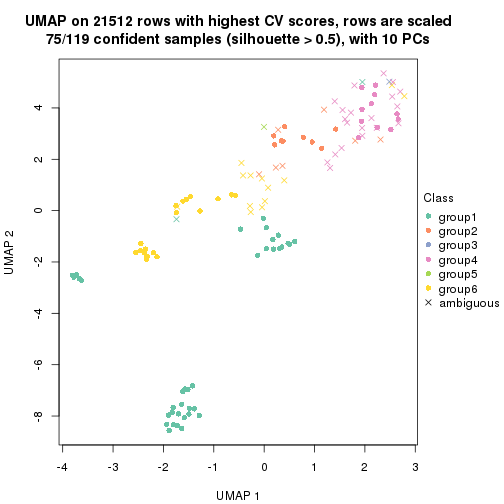 UMAP on 21512 rows with highest CV scores, rows are scaled
75/119 confident samples (silhouette > 0.5), with 10 PCs
4
2
0
-2
-4
-6
-8
UMAP 2
-4
-3
-2
-1
0
1
2
3
UMAP 1
Class
group1
group2
group3
group4
group5
group6
ambiguous